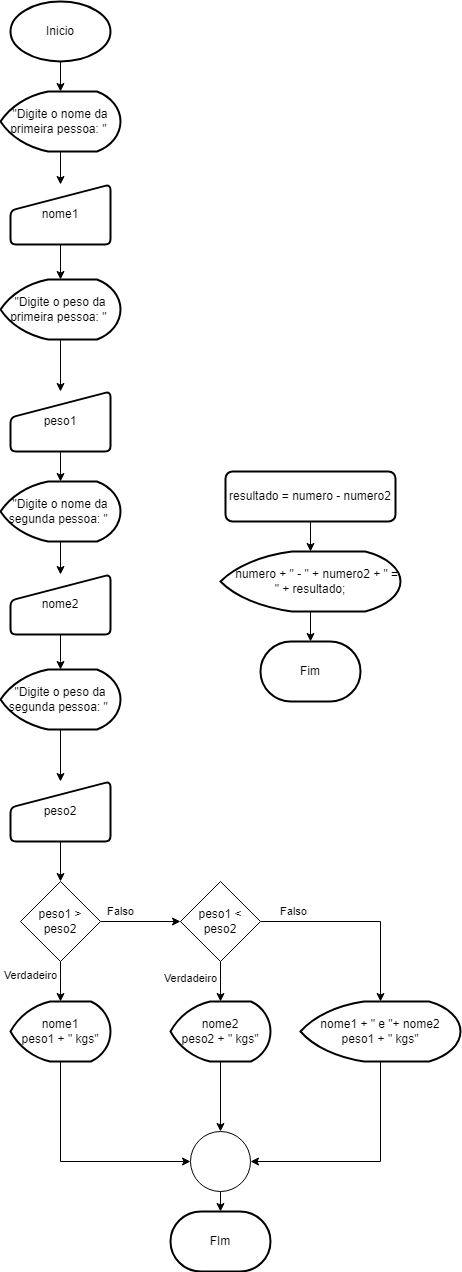 Inicio
"Digite o nome da
primeira pessoa: "
nome1
"Digite o peso da
primeira pessoa: "
peso1
"Digite o nome da
segunda pessoa: "
nome2
"Digite o peso da
segunda pessoa: "
peso2
resultado = numero - numero2
numero + " - " + numero2 + " =
" + resultado;
Fim
peso1 >
peso2
Falso
peso1 <
peso2
Falso
Verdadeiro
Verdadeiro
nome1
peso1 + " kgs"
nome2
peso2 + " kgs"
nome1 + " e "+ nome2
peso1 + " kgs"
FIm